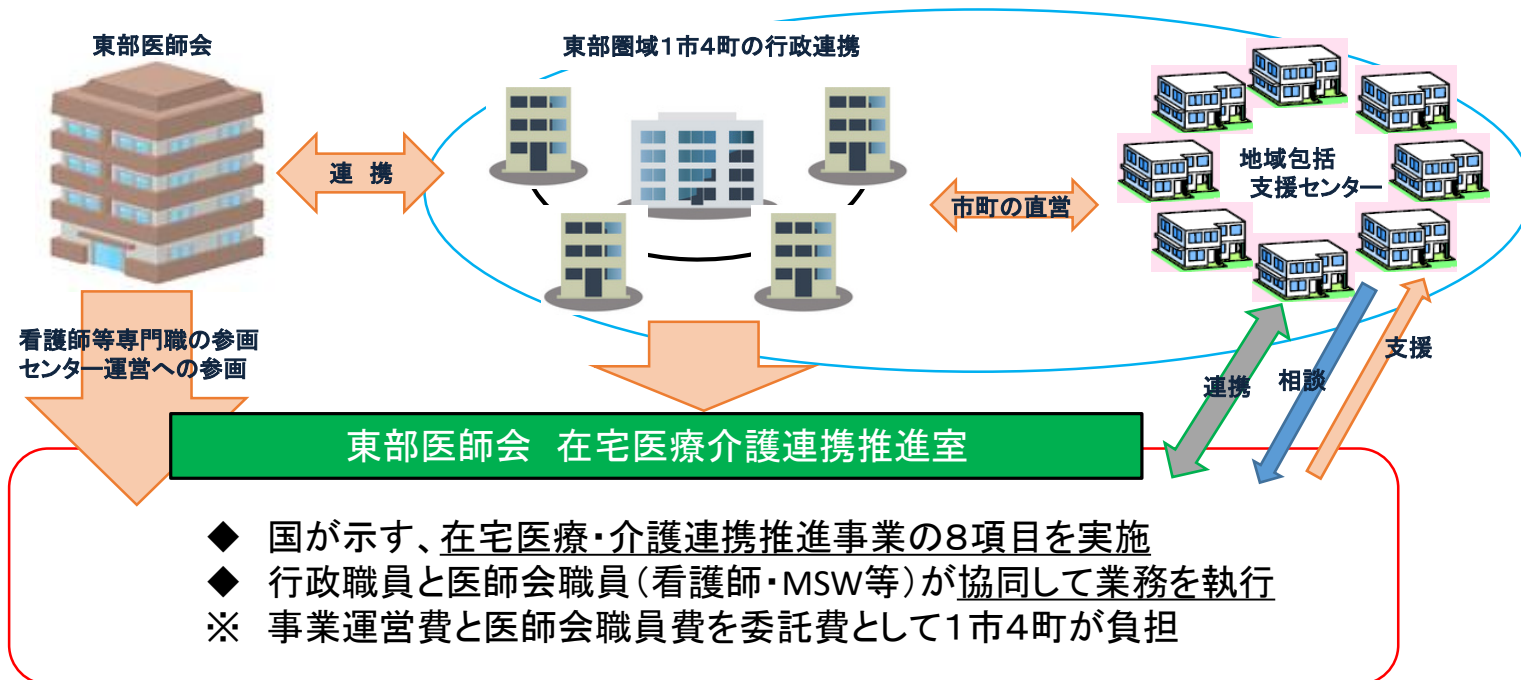 東部医師会
東部圏域1市4町の行政連携
連 携
市町の直営
地域包括
支援センター
看護師等専門職の参画
センター運営への参画
連携
相談
支援
東部医師会 在宅医療介護連携推進室
◆ 国が示す、在宅医療・介護連携推進事業の8項目を実施
◆ 行政職員と医師会職員(看護師・MSW等)が協同して業務を執行
※ 事業運営費と医師会職員費を委託費として1市4町が負担